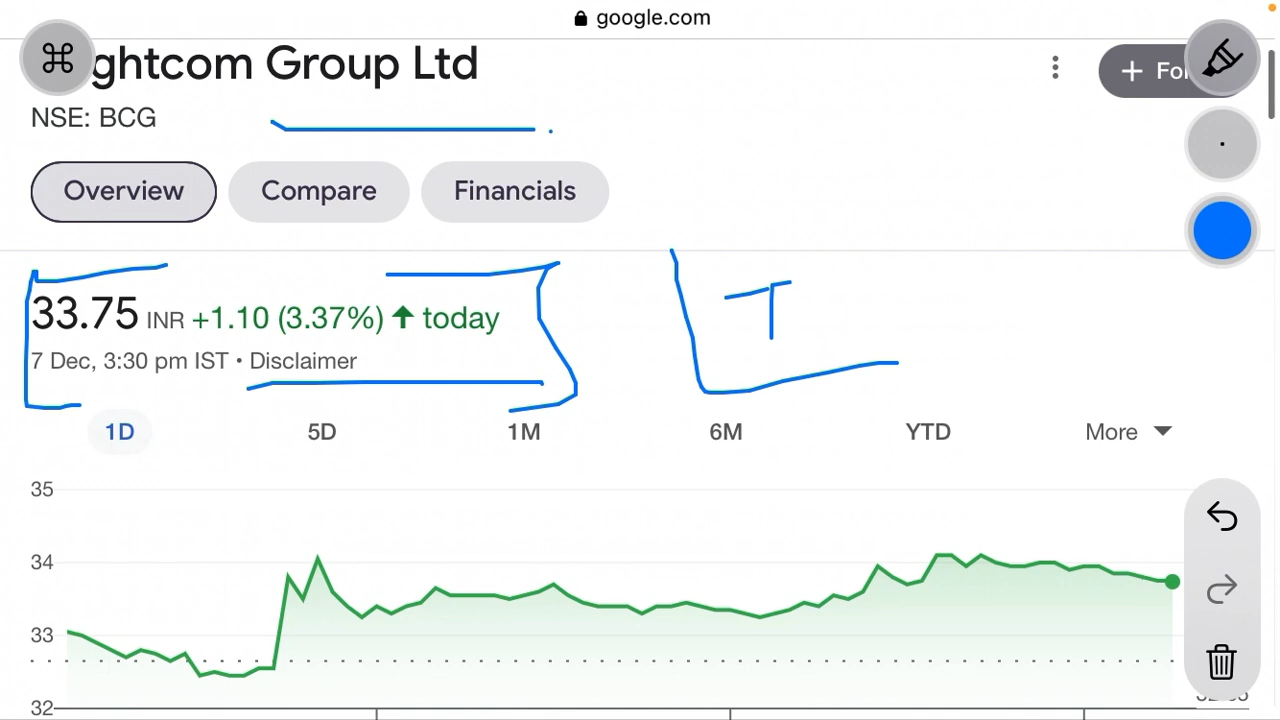 google.com
ghtcom Group Ltd
+ Fo
NSE: BCG
Overview Compare Financials
33.75 INR +1.10 (3.37%) ↑ today
T
7 Dec, 3:30 pm IST • Disclaimer
1D 5D 1M 6M YTD More
35
34
33
32